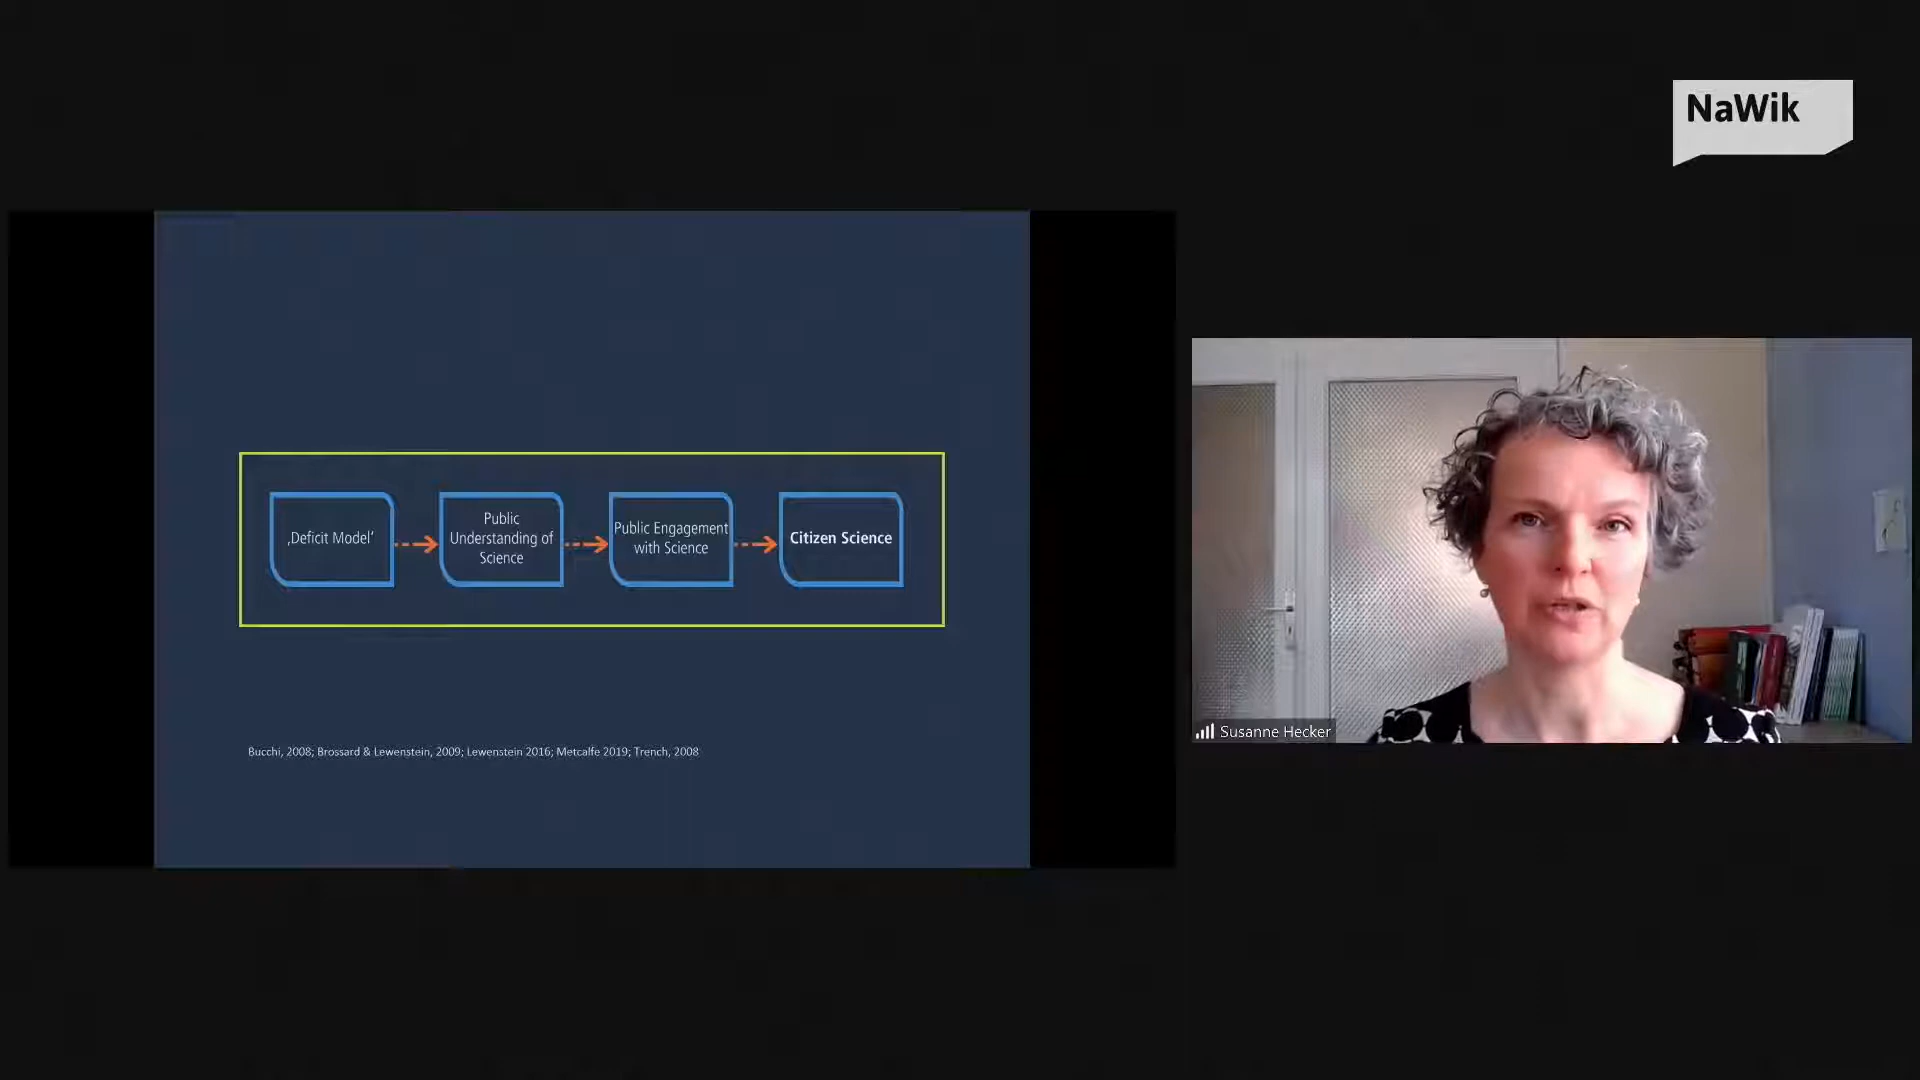 NaWik
‚Deficit Model‘
Public
Understanding of
Science
Public Engagement
with Science
Citizen Science
Bucchi, 2008; Brossard & Lewenstein, 2009; Lewenstein 2016; Metcalfe 2019; Trench, 2008
Susanne Hecker